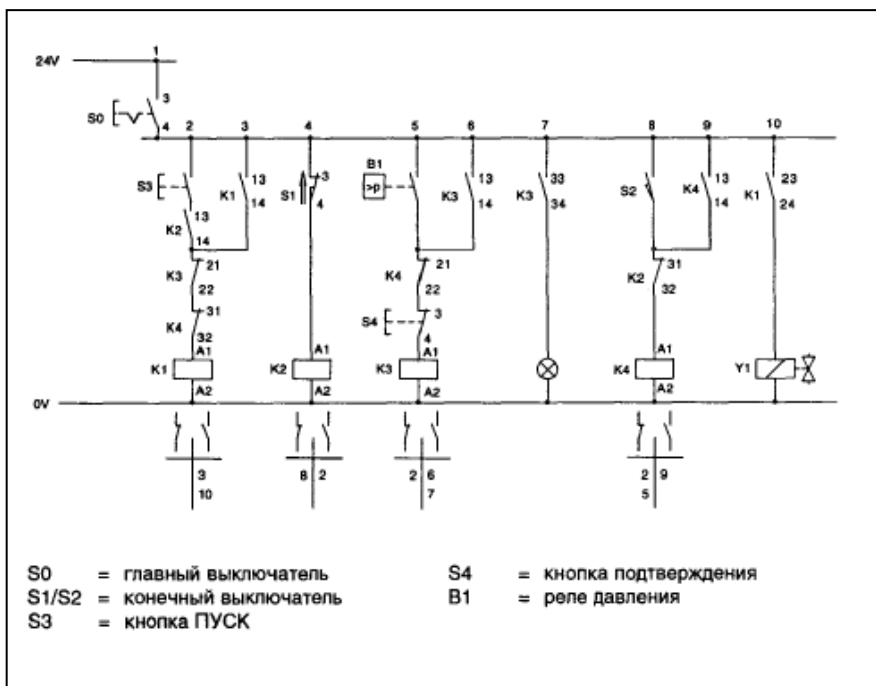 1
24V
3
S0
4
2 3 4 5 6 7 8 9 10
S3 K1 13 14 S1 3 4 B1 >p K3 13 14 K3 33 34 S2 K4 13 14 K1 23 24
K2 13 14
K3 21 22 K4 21 22 K2 31 32
K4 31 32 S4 3 4
A1 A1 A1 A1
K1 K2 K3 K4 Y1
A2 A2 A2 A2
0V
3 8 2 2 6 2 9
10 7 5
S0 = главный выключатель
S1/S2 = конечный выключатель
S3 = кнопка ПУСК
S4 = кнопка подтверждения
B1 = реле давления